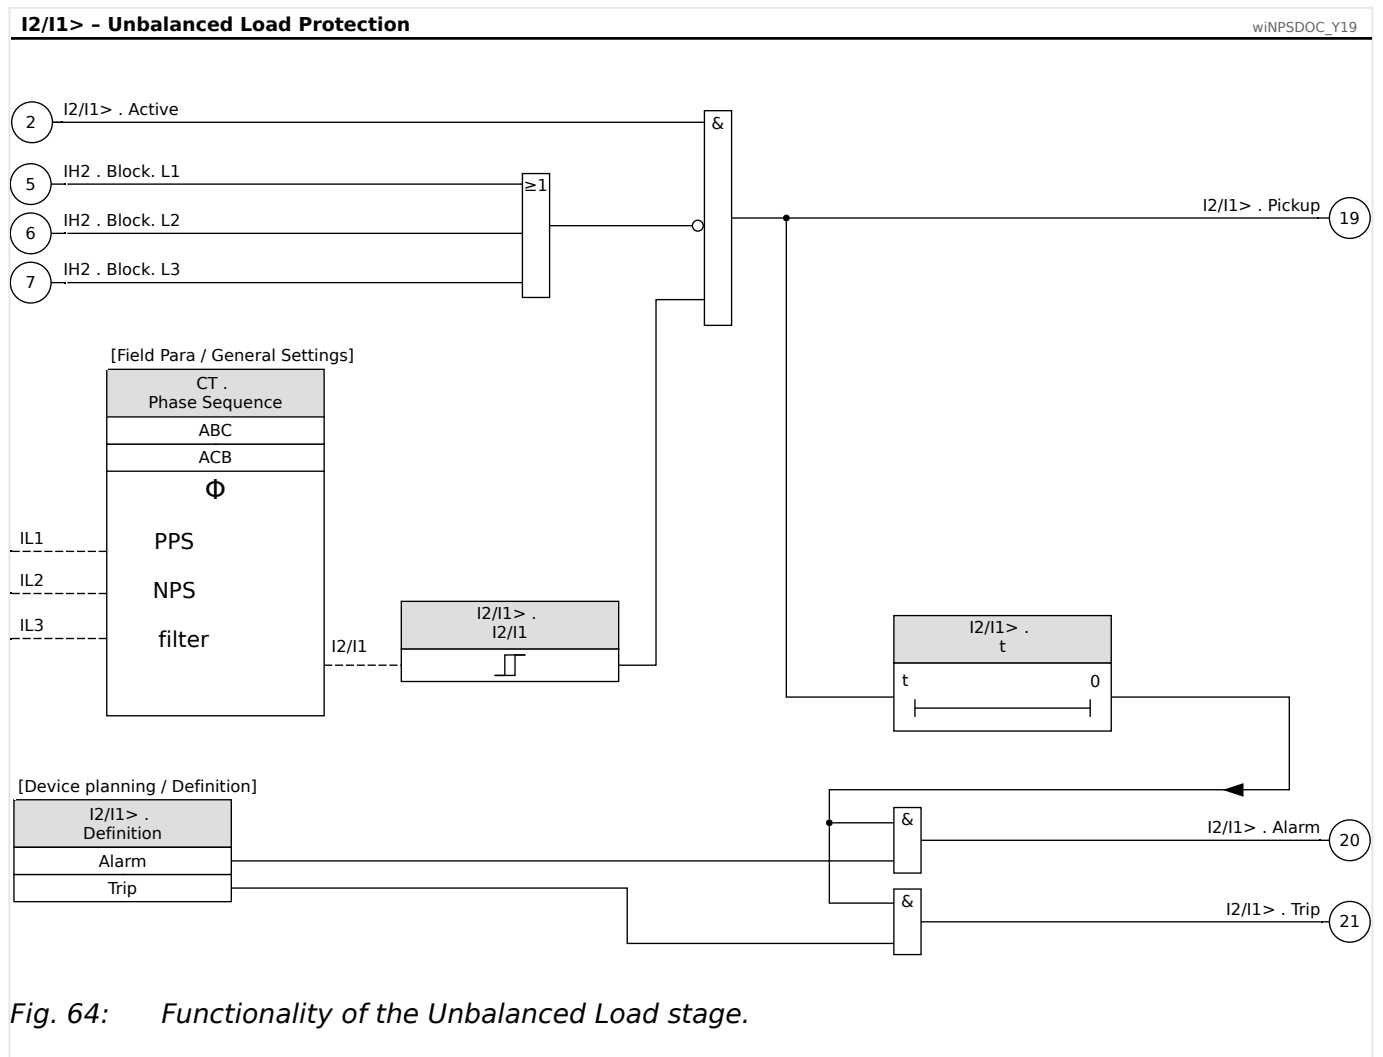 I2/I1> – Unbalanced Load Protection
wiNPSDOC_Y19
2
I2/I1> . Active
&
5
IH2 . Block. L1
≥1
6
IH2 . Block. L2
7
IH2 . Block. L3
I2/I1> . Pickup
19
[Field Para / General Settings]
CT .
Phase Sequence
ABC
ACB
Φ
IL1
PPS
IL2
NPS
IL3
filter
I2/I1
I2/I1> .
I2/I1
I2/I1> .
t
t
0
[Device planning / Definition]
I2/I1> .
Definition
Alarm
Trip
&
I2/I1> . Alarm
20
&
I2/I1> . Trip
21
Fig. 64: Functionality of the Unbalanced Load stage.